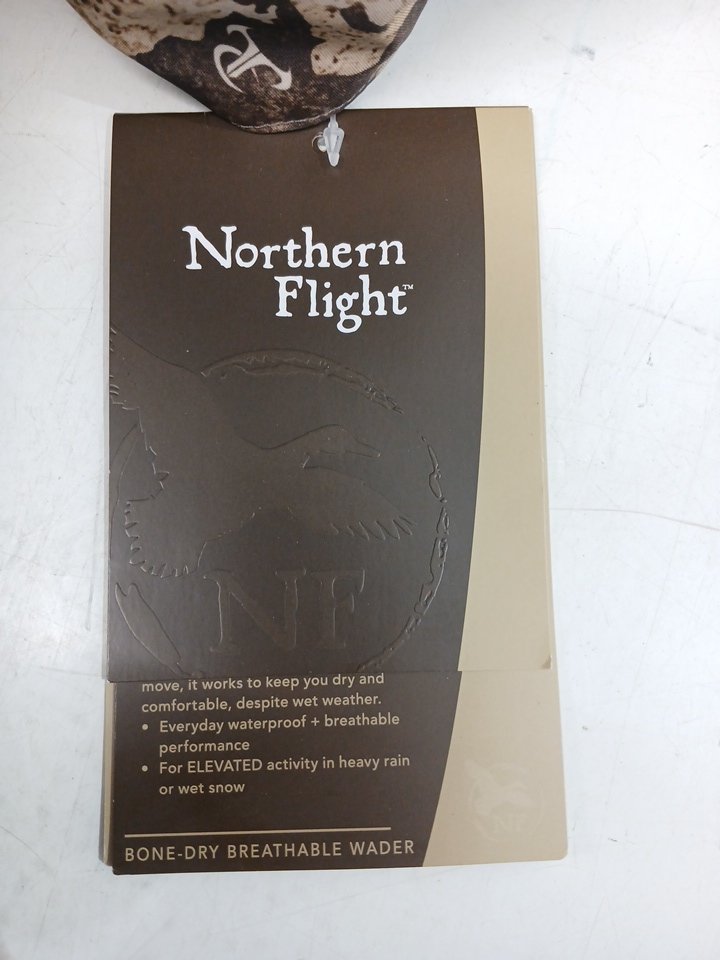 Northern
Flight™
NF
move, it works to keep you dry and
comfortable, despite wet weather.
• Everyday waterproof + breathable
performance
• For ELEVATED activity in heavy rain
or wet snow
NF
BONE-DRY BREATHABLE WADER